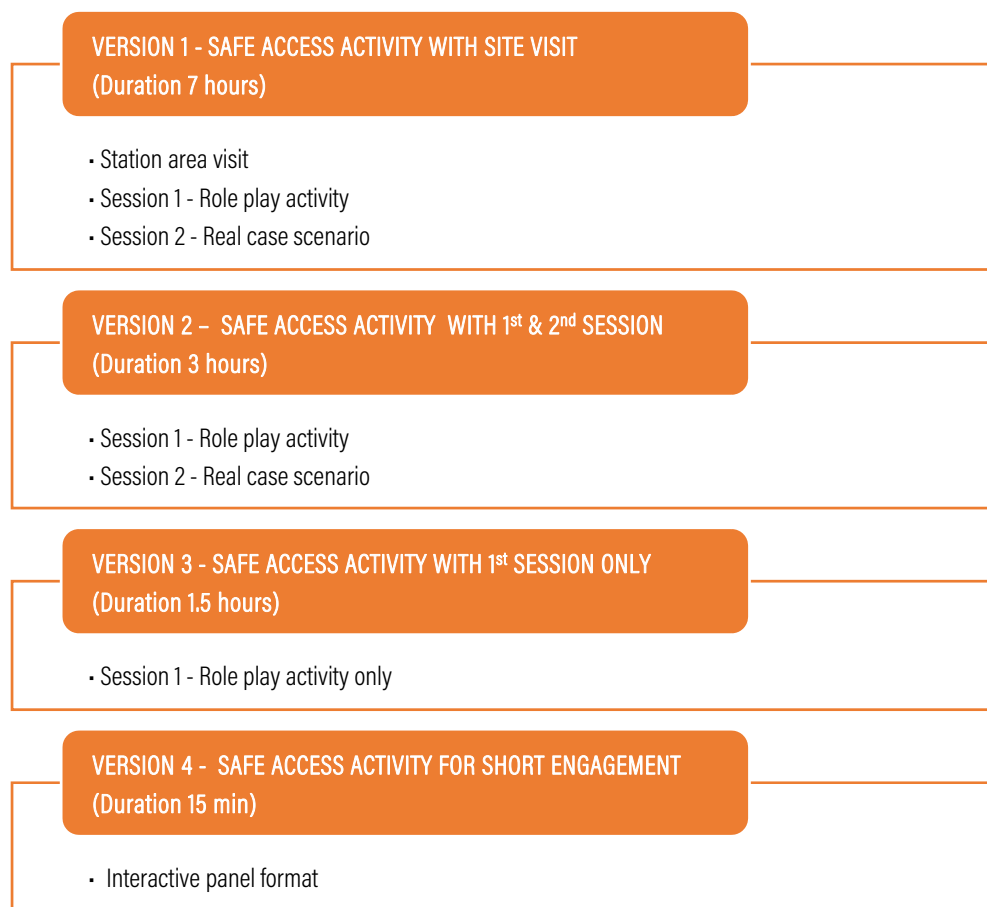 VERSION 1 - SAFE ACCESS ACTIVITY WITH SITE VISIT
(Duration 7 hours)
· Station area visit
· Session 1 - Role play activity
· Session 2 - Real case scenario
VERSION 2 – SAFE ACCESS ACTIVITY WITH 1st & 2nd SESSION
(Duration 3 hours)
· Session 1 - Role play activity
· Session 2 - Real case scenario
VERSION 3 - SAFE ACCESS ACTIVITY WITH 1st SESSION ONLY
(Duration 1.5 hours)
· Session 1 - Role play activity only
VERSION 4 - SAFE ACCESS ACTIVITY FOR SHORT ENGAGEMENT
(Duration 15 min)
· Interactive panel format